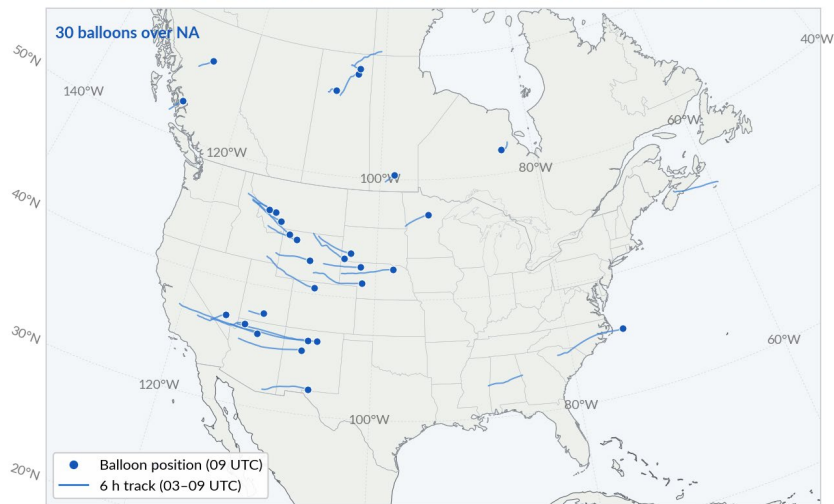 30 balloons over NA
40°W
50°N
140°W
60°W
120°W
80°W
100°W
40°N
30°N
60°W
120°W
80°W
100°W
20°N
Balloon position (09 UTC)
6 h track (03–09 UTC)